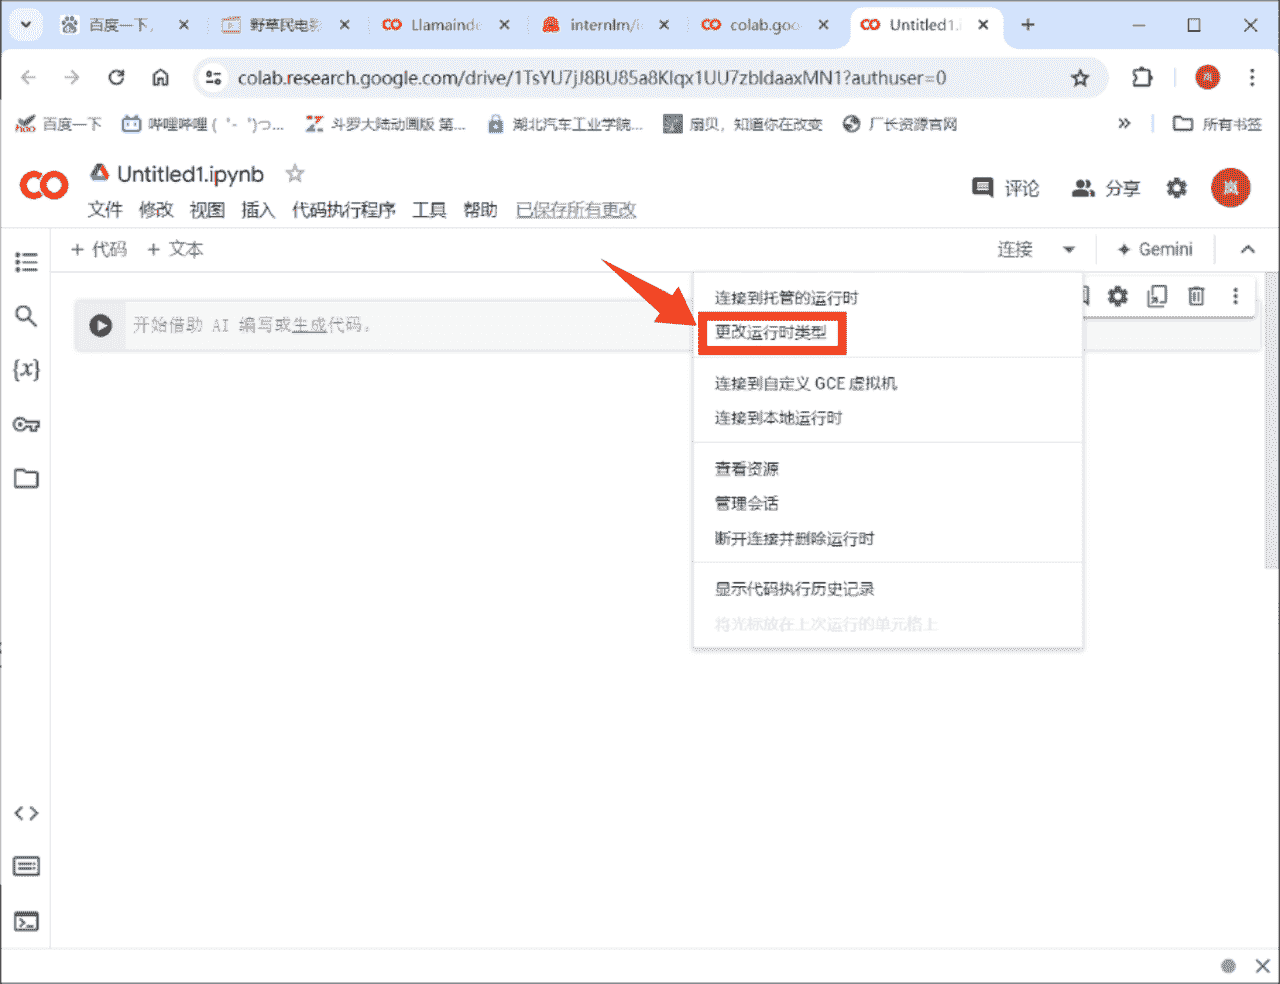 百度一下,
野草民电影
Llamainde
internlm/i
colab.goo
Untitled1.i
colab.research.google.com/drive/1TsYU7jJ8BU85a8KIqx1UU7zbldaaxMN1?authuser=0
百度一下
哔哩哔哩 ( ゜- ゜)つ...
斗罗大陆动画版 第...
湖北汽车工业学院...
扇贝，知道你在改变
厂长资源官网
所有书签
Untitled1.ipynb
评论
分享
文件 修改 视图 插入 代码执行程序 工具 帮助 已保存所有更改
+ 代码 + 文本
连接
Gemini
开始借助 AI 编写或生成代码。
连接到托管的运行时
更改运行时类型
连接到自定义 GCE 虚拟机
连接到本地运行时
查看资源
管理会话
断开连接并删除运行时
显示代码执行历史记录
将光标放在上次运行的单元格上